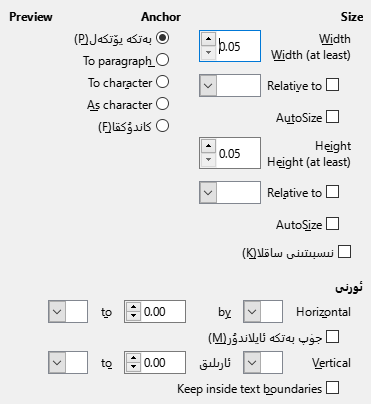 Size
Anchor
Preview
Width
Width (at least)
0.05
Relative to
AutoSize
Height
Height (at least)
0.05
Relative to
AutoSize
نىسبىتىنى ساقلا(K)
بەتكە يۆتكەل(P)
To paragraph
To character
As character
كاندۇكقا(F)
ئورنى
Horizontal
by
0.00
to
جۈپ بەتكە ئايلاندۇر(M)
Vertical
ئارىلىق
0.00
to
Keep inside text boundaries